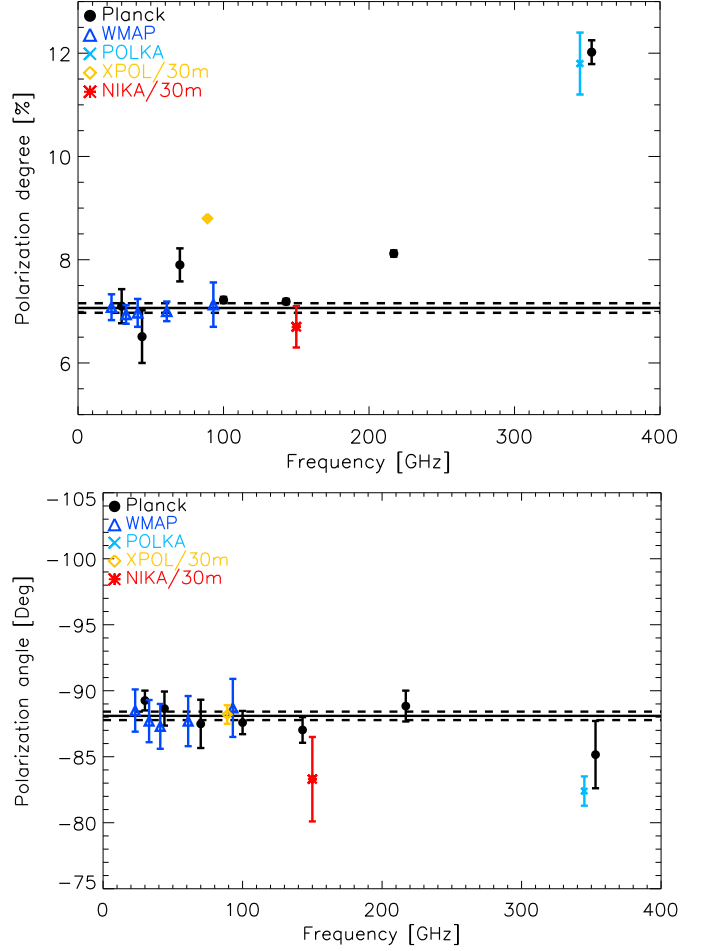 Planck
WMAP
POLKA
XPOL/30m
NIKA/30m
Polarization degree [%]
12
10
8
6
0 100 200 300 400
Frequency [GHz]
Planck
WMAP
POLKA
XPOL/30m
NIKA/30m
Polarization angle [Deg]
-105
-100
-95
-90
-85
-80
-75
0 100 200 300 400
Frequency [GHz]